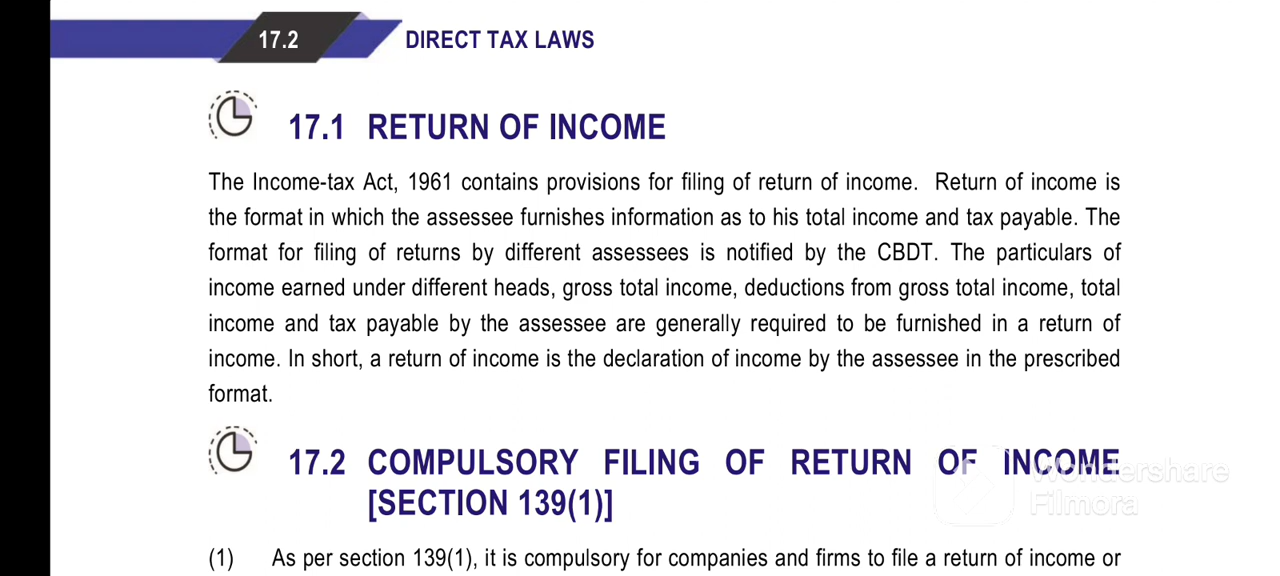 17.2 DIRECT TAX LAWS
17.1 RETURN OF INCOME
The Income-tax Act, 1961 contains provisions for filing of return of income. Return of income is
the format in which the assessee furnishes information as to his total income and tax payable. The
format for filing of returns by different assessees is notified by the CBDT. The particulars of
income earned under different heads, gross total income, deductions from gross total income, total
income and tax payable by the assessee are generally required to be furnished in a return of
income. In short, a return of income is the declaration of income by the assessee in the prescribed
format.
17.2 COMPULSORY FILING OF RETURN OF INCOME
[SECTION 139(1)]
Wondershare
Filmora
(1) As per section 139(1), it is compulsory for companies and firms to file a return of income or